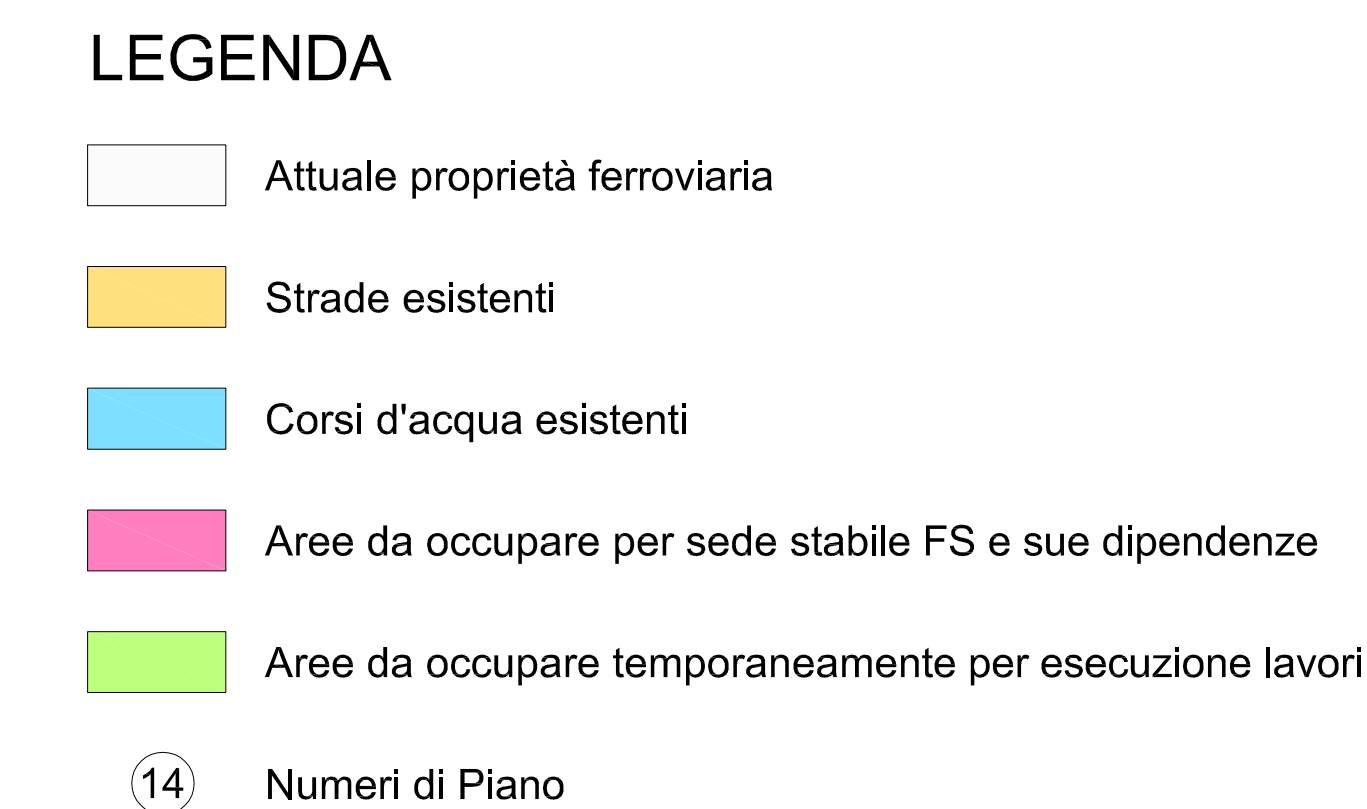 LEGENDA
Attuale proprietà ferroviaria
Strade esistenti
Corsi d'acqua esistenti
Aree da occupare per sede stabile FS e sue dipendenze
Aree da occupare temporaneamente per esecuzione lavori
14 Numeri di Piano